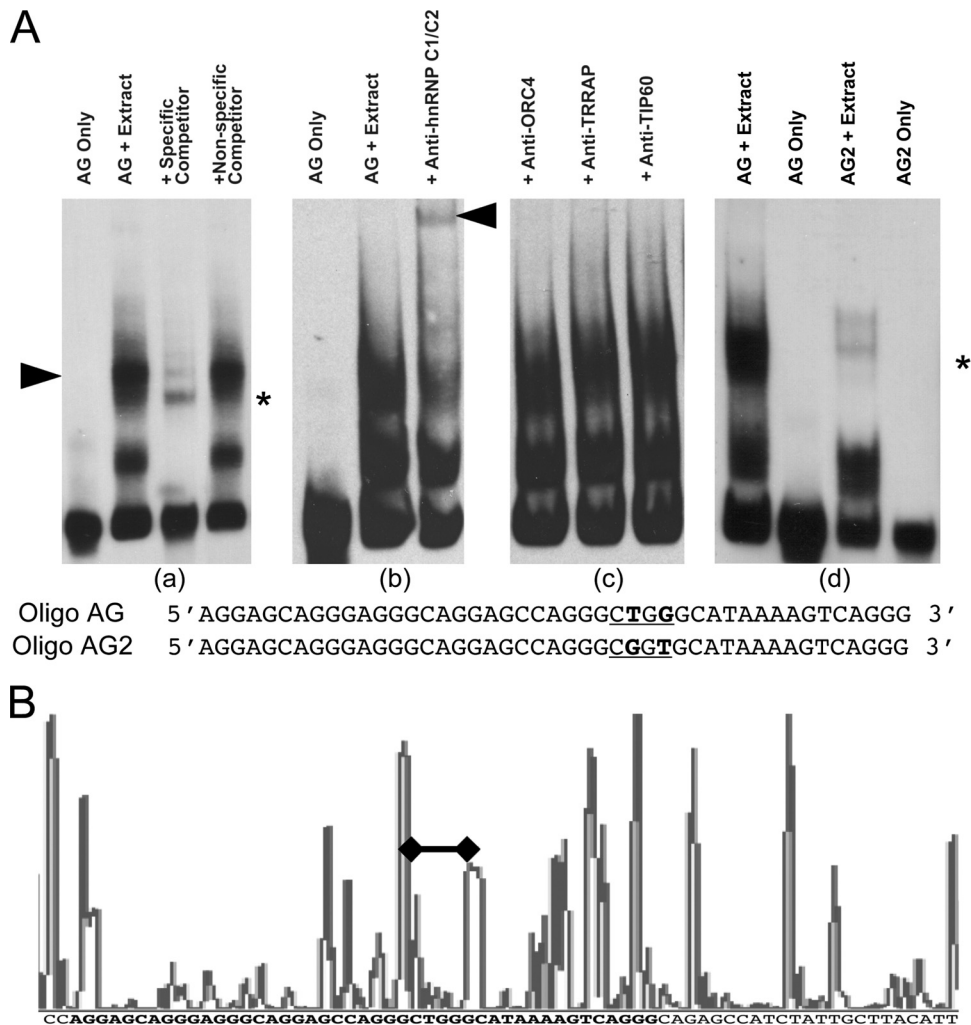 A
AG Only
AG + Extract
+ Specific Competitor
+Non-specific Competitor
AG Only
AG + Extract
+ Anti-hnRNP C1/C2
+ Anti-ORC4
+ Anti-TRRAP
+ Anti-TIP60
AG + Extract
AG Only
AG2 + Extract
AG2 Only
*
*
(a) (b) (c) (d)
Oligo AG 5’AGGAGCAGGGAGGGCAGGAGCCAGGGCTGGGCATAAAAGTCAGGG 3’
Oligo AG2 5’AGGAGCAGGGAGGGCAGGAGCCAGGGCGGTGCATAAAAGTCAGGG 3’
B
CCAGGAGCAGGGAGGGCAGGAGCCAGGGCTGGGCATAAAAGTCAGGGCAGAGCCATCTATTGCTTACATT